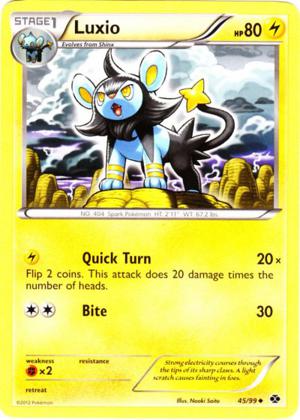 STAGE1 Luxio HP80
Evolves from Shinx
NO. 404 Spark Pokémon HT. 2'11" WT. 67.2 lbs.
Quick Turn 20×
Flip 2 coins. This attack does 20 damage times the
number of heads.
Bite 30
weakness resistance
×2
retreat
Strong electricity courses through
the tips of its sharp claws. A light
scratch causes fainting in foes.
©2012 Pokémon Illus. Naoki Saito 45/99